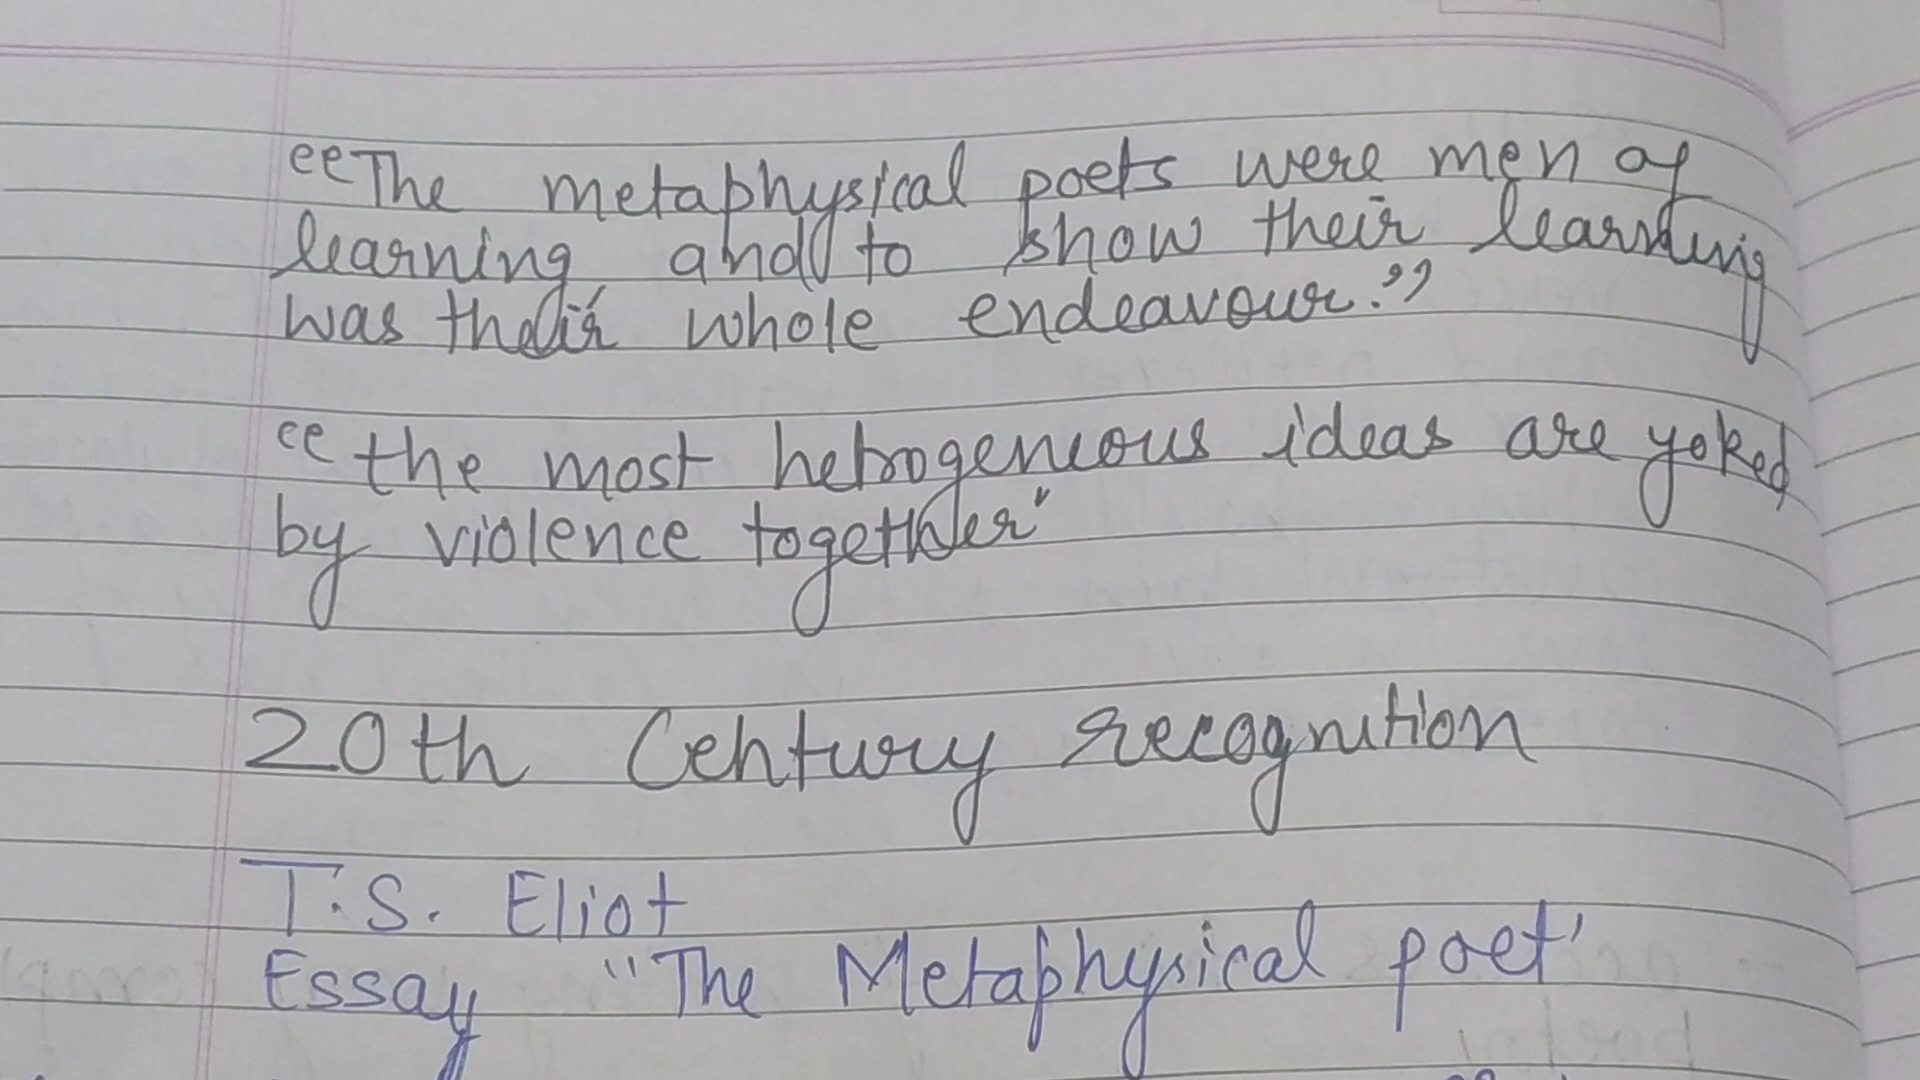 “The metaphysical poets were men of
learning and to show their learning
was their whole endeavour.”
“the most hetrogenious ideas are yoked
by violence together"
20th Century recognition
T.S. Eliot
Essay "The Metaphysical poet'